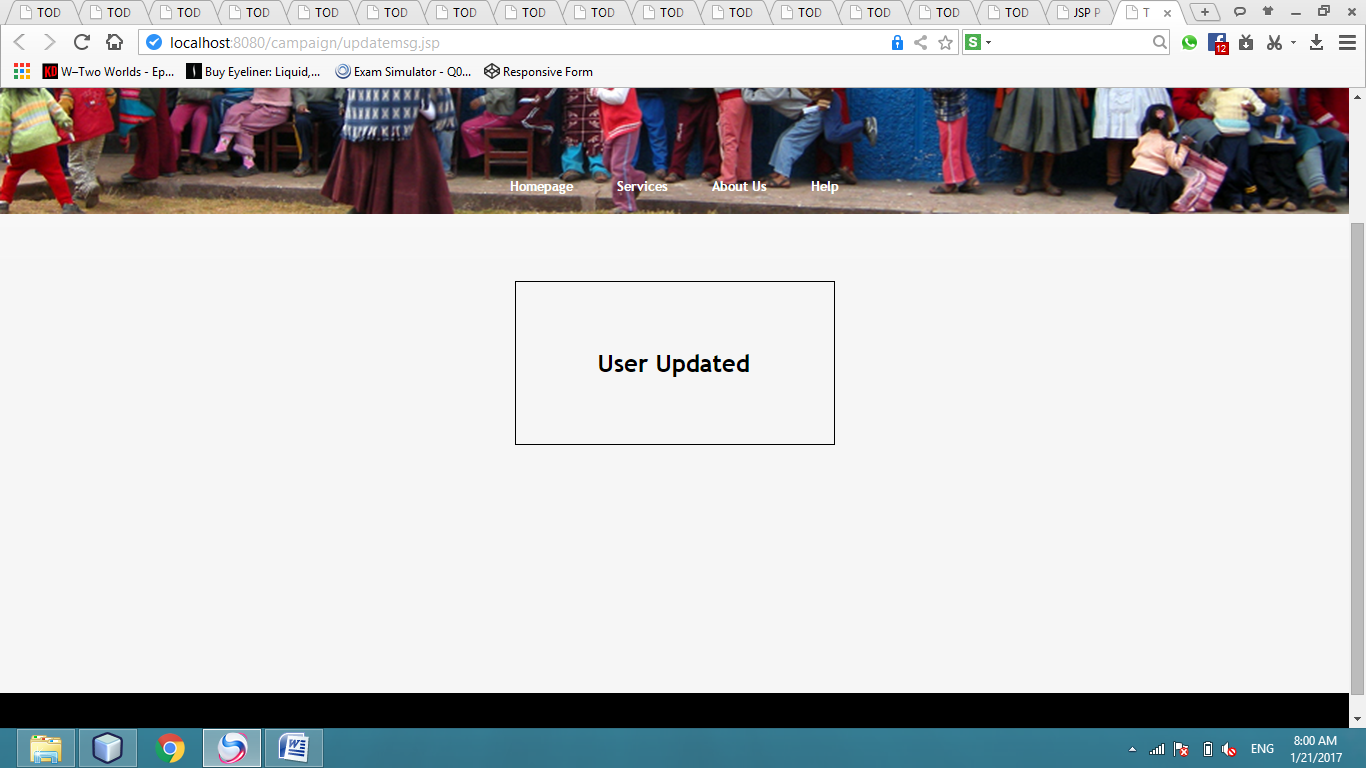 TOD TOD TOD TOD TOD TOD TOD TOD TOD TOD TOD TOD TOD TOD TOD JSP P T
localhost:8080/campaign/updatemsg.jsp
S
12
KD W–Two Worlds - Ep... Buy Eyeliner: Liquid,... Exam Simulator - Q0... Responsive Form
Homepage Services About Us Help
User Updated
ENG
8:00 AM
1/21/2017